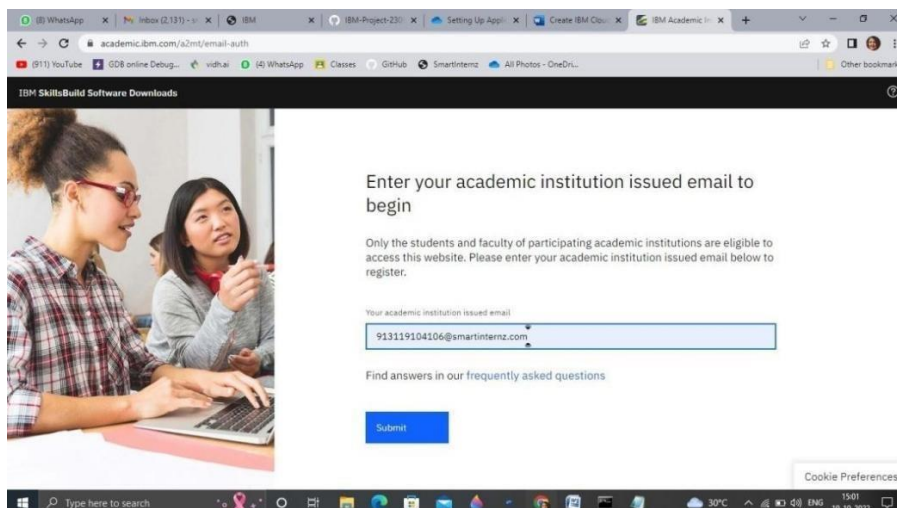 (8) WhatsApp
Inbox (2,131) - sr
IBM
IBM-Project-230
Setting Up Appli
Create IBM Clou
IBM Academic In
academic.ibm.com/a2mt/email-auth
(911) YouTube
GDB online Debug...
vidh.ai
(4) WhatsApp
Classes
GitHub
SmartInternz
All Photos - OneDri...
Other bookmark
IBM SkillsBuild Software Downloads
Enter your academic institution issued email to
begin
Only the students and faculty of participating academic institutions are eligible to
access this website. Please enter your academic institution issued email below to
register.
Your academic institution issued email
913119104106@smartinternz.com
Find answers in our frequently asked questions
Submit
Cookie Preferences
Type here to search
30°C
ENG
15:01